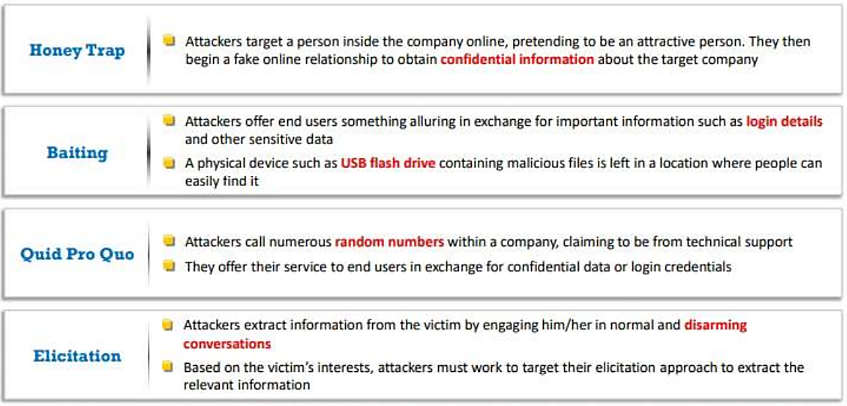 Honey Trap
Attackers target a person inside the company online, pretending to be an attractive person. They then
begin a fake online relationship to obtain confidential information about the target company
Baiting
Attackers offer end users something alluring in exchange for important information such as login details
and other sensitive data
A physical device such as USB flash drive containing malicious files is left in a location where people can
easily find it
Quid Pro Quo
Attackers call numerous random numbers within a company, claiming to be from technical support
They offer their service to end users in exchange for confidential data or login credentials
Elicitation
Attackers extract information from the victim by engaging him/her in normal and disarming
conversations
Based on the victim's interests, attackers must work to target their elicitation approach to extract the
relevant information